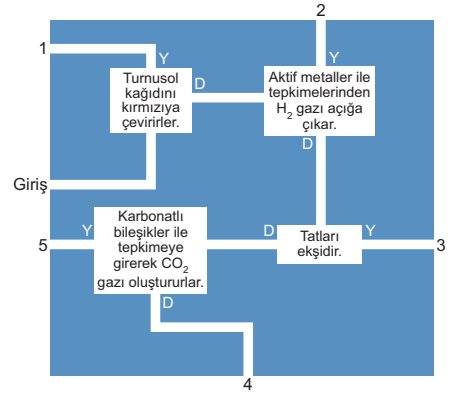 2
1
Y
Y
Turnusol
kağıdını
kırmızıya
çevirirler.
D
Aktif metaller ile
tepkimelerinden
H₂ gazı açığa
çıkar.
D
Giriş
Karbonatlı
bileşikler ile
tepkimeye
girerek CO₂
gazı oluştururlar.
Y
5
D
Tatları
ekşidir.
Y
3
D
4